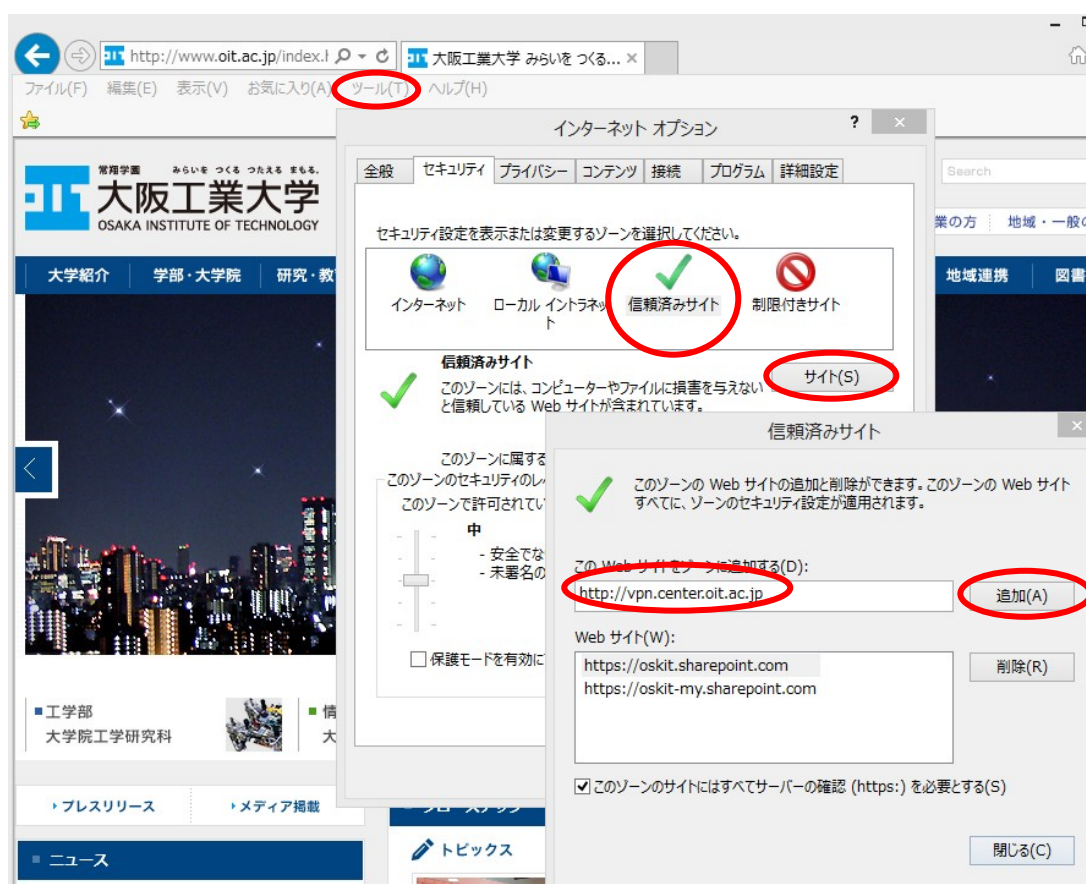 http://www.oit.ac.jp/index.h
大阪工業大学 みらいを つくる... ×
ファイル(F) 編集(E) 表示(V) お気に入り(A) ツール(T) ヘルプ(H)
インターネット オプション
? ×
全般 セキュリティ プライバシー コンテンツ 接続 プログラム 詳細設定
常翔学園 みらいを つくる つたえる まもる。
大阪工業大学
OSAKA INSTITUTE OF TECHNOLOGY
Search
業の方 地域・一般の
セキュリティ設定を表示または変更するゾーンを選択してください。
大学紹介 学部・大学院 研究・教
地域連携 図書
インターネット
ローカル イントラネッ
ト
信頼済みサイト
制限付きサイト
信頼済みサイト
サイト(S)
このゾーンには、コンピューターやファイルに損害を与えない
と信頼している Web サイトが含まれています。
このゾーンに属する
このゾーンのセキュリティのレ
このゾーンで許可されてい
中
- 安全でな
- 未署名の
保護モードを有効に
信頼済みサイト
×
このゾーンの Web サイトの追加と削除ができます。このゾーンの Web サイト
すべてに、ゾーンのセキュリティ設定が適用されます。
この Web サイトをゾーンに追加する(D):
http://vpn.center.oit.ac.jp
追加(A)
Web サイト(W):
https://oskit.sharepoint.com
https://oskit-my.sharepoint.com
削除(R)
このゾーンのサイトにはすべてサーバーの確認 (https:) を必要とする(S)
閉じる(C)
工学部
大学院工学研究科
情
大
プレスリリース メディア掲載
ニュース
トピックス